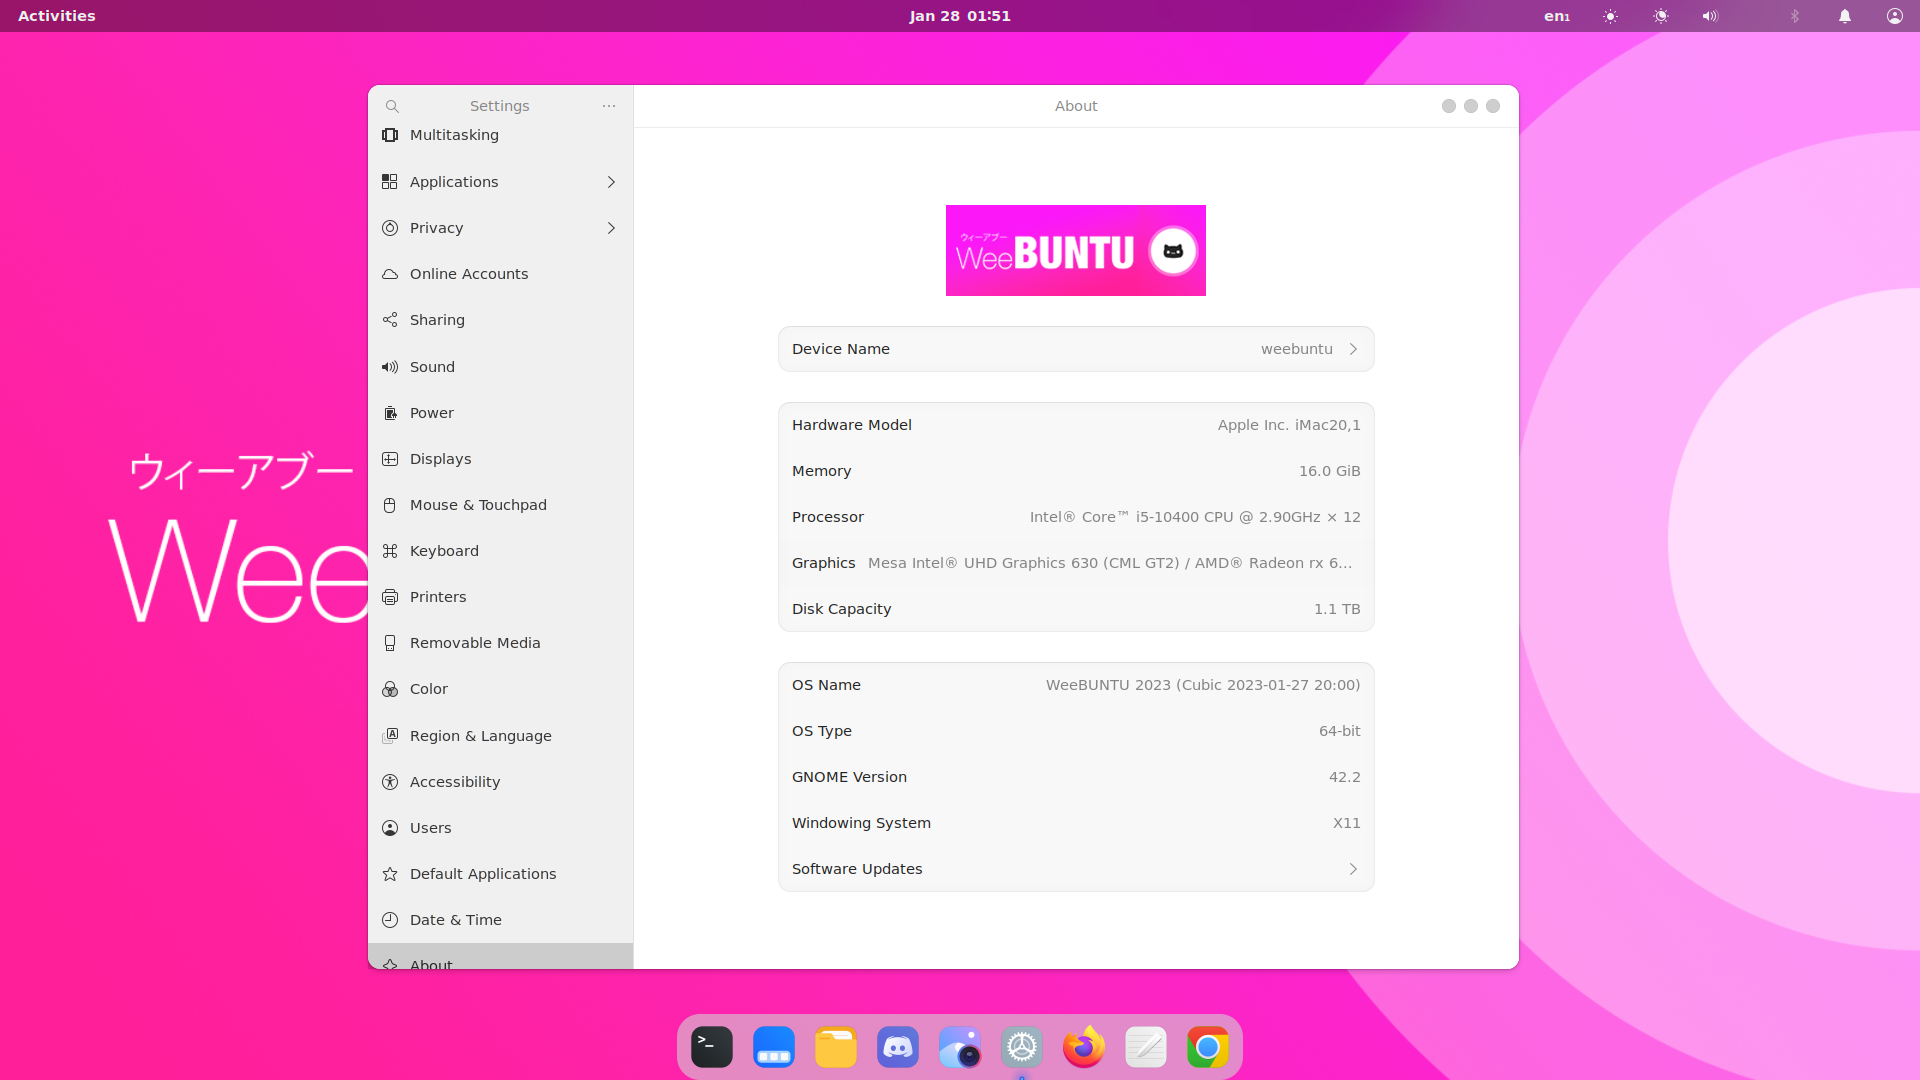 Activities
Jan 28 01:51
en₁
Settings
About
Multitasking
Applications
Privacy
Online Accounts
Sharing
Sound
Power
Displays
Mouse & Touchpad
Keyboard
Printers
Removable Media
Color
Region & Language
Accessibility
Users
Default Applications
Date & Time
About
ウィーアブー
Wee
ウィーアブー
WeeBUNTU
Device Name weebuntu
Hardware Model Apple Inc. iMac20,1
Memory 16.0 GiB
Processor Intel® Core™ i5-10400 CPU @ 2.90GHz × 12
Graphics Mesa Intel® UHD Graphics 630 (CML GT2) / AMD® Radeon rx 6…
Disk Capacity 1.1 TB
OS Name WeeBUNTU 2023 (Cubic 2023-01-27 20:00)
OS Type 64-bit
GNOME Version 42.2
Windowing System X11
Software Updates
>_